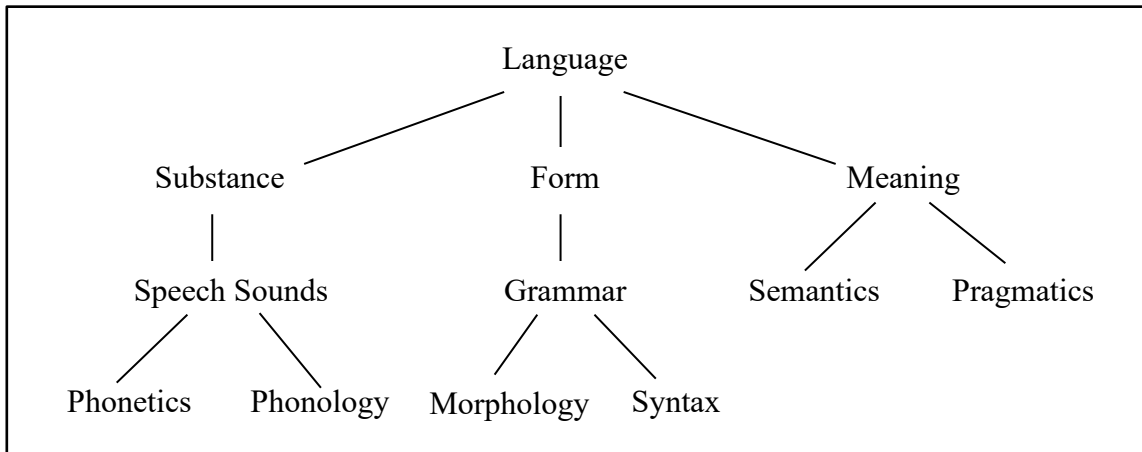 Language
Substance Form Meaning
Speech Sounds Grammar Semantics Pragmatics
Phonetics Phonology Morphology Syntax